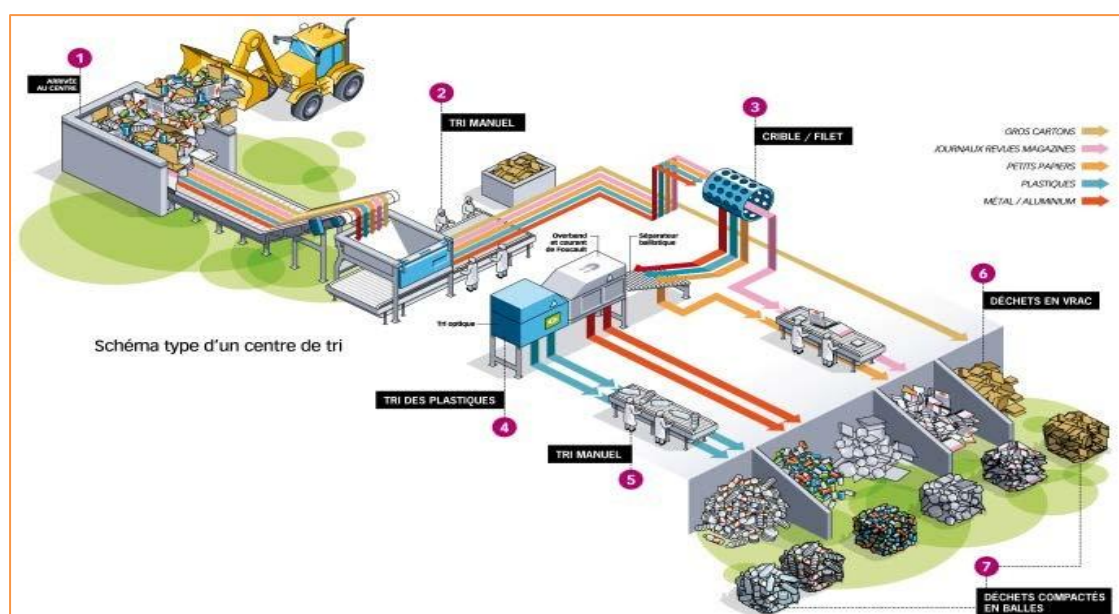 1
ARRIVÉE
AU CENTRE
2
TRI MANUEL
3
CRIBLE / FILET
GROS CARTONS
JOURNAUX REVUES MAGAZINES
PETITS PAPIERS
PLASTIQUES
MÉTAL / ALUMINIUM
Overband
et courant
de Foucault
Séparateur
ballistique
6
DÉCHETS EN VRAC
Tri optique
Schéma type d'un centre de tri
TRI DES PLASTIQUES
4
TRI MANUEL
5
7
DÉCHETS COMPACTÉS
EN BALLES